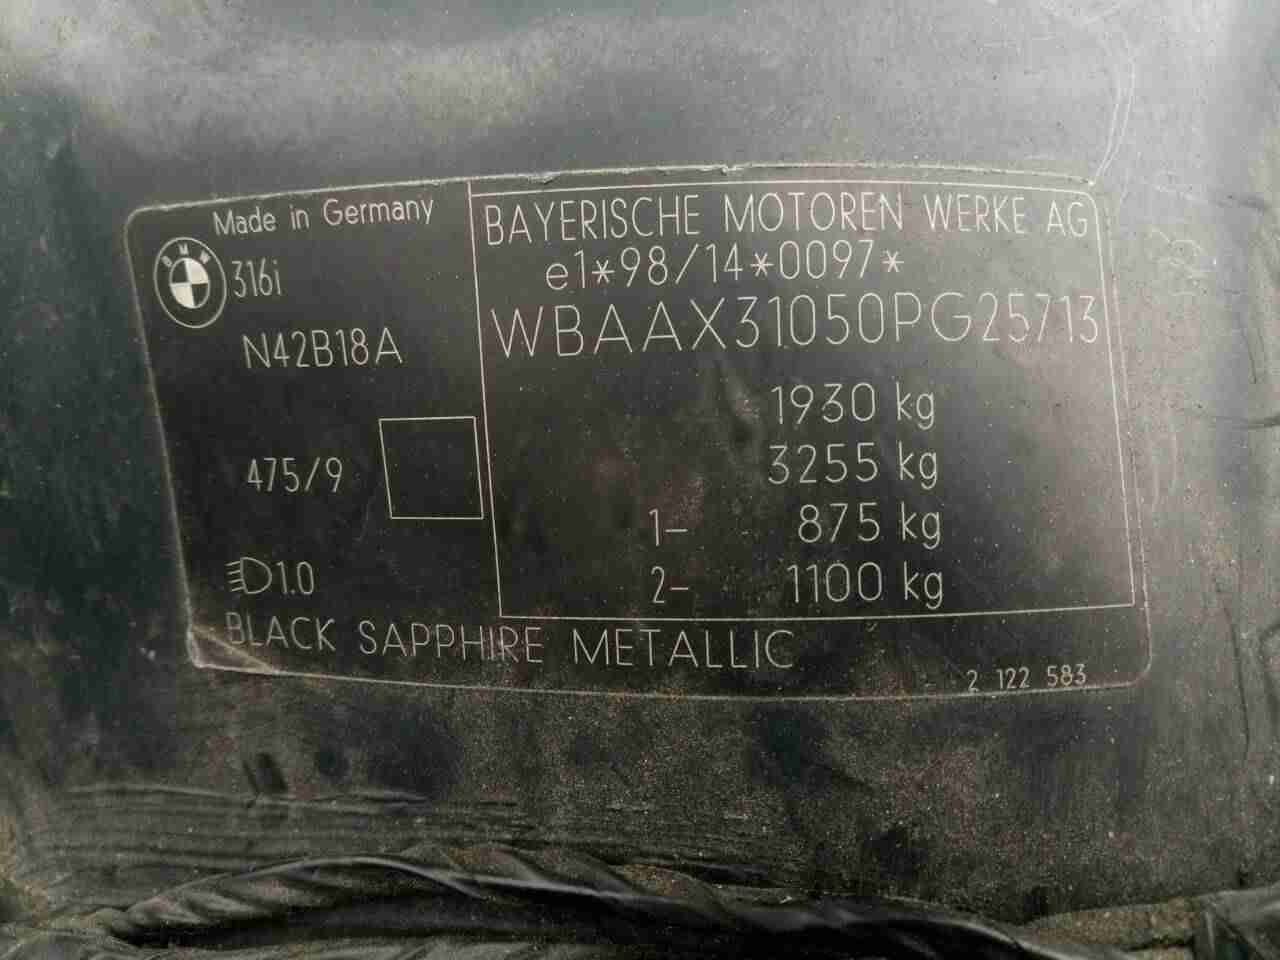 Made in Germany
BMW
316i
N42B18A
475/9
1.0
BLACK SAPPHIRE METALLIC
BAYERISCHE MOTOREN WERKE AG
e1*98/14*0097*
WBAAX31050PG25713
1930 kg
3255 kg
1- 875 kg
2- 1100 kg
2 122 583